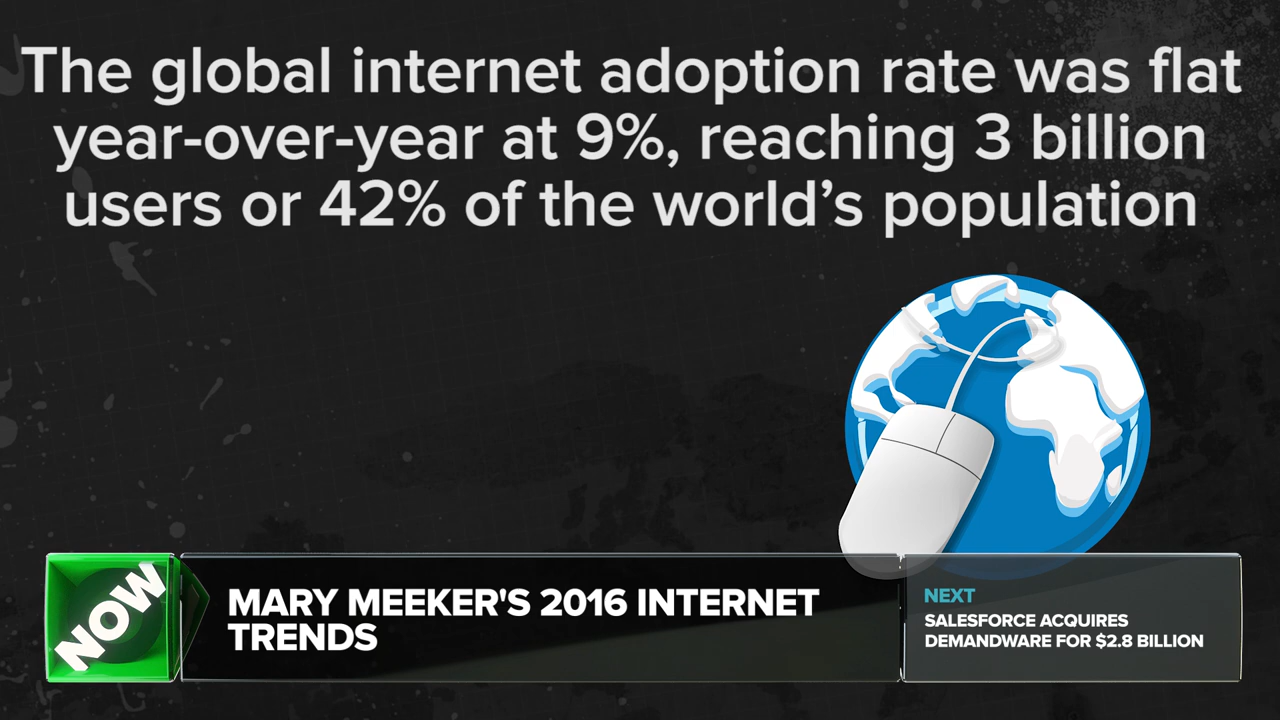 The global internet adoption rate was flat
year-over-year at 9%, reaching 3 billion
users or 42% of the world’s population
NOW
MARY MEEKER'S 2016 INTERNET
TRENDS
NEXT
SALESFORCE ACQUIRES
DEMANDWARE FOR $2.8 BILLION